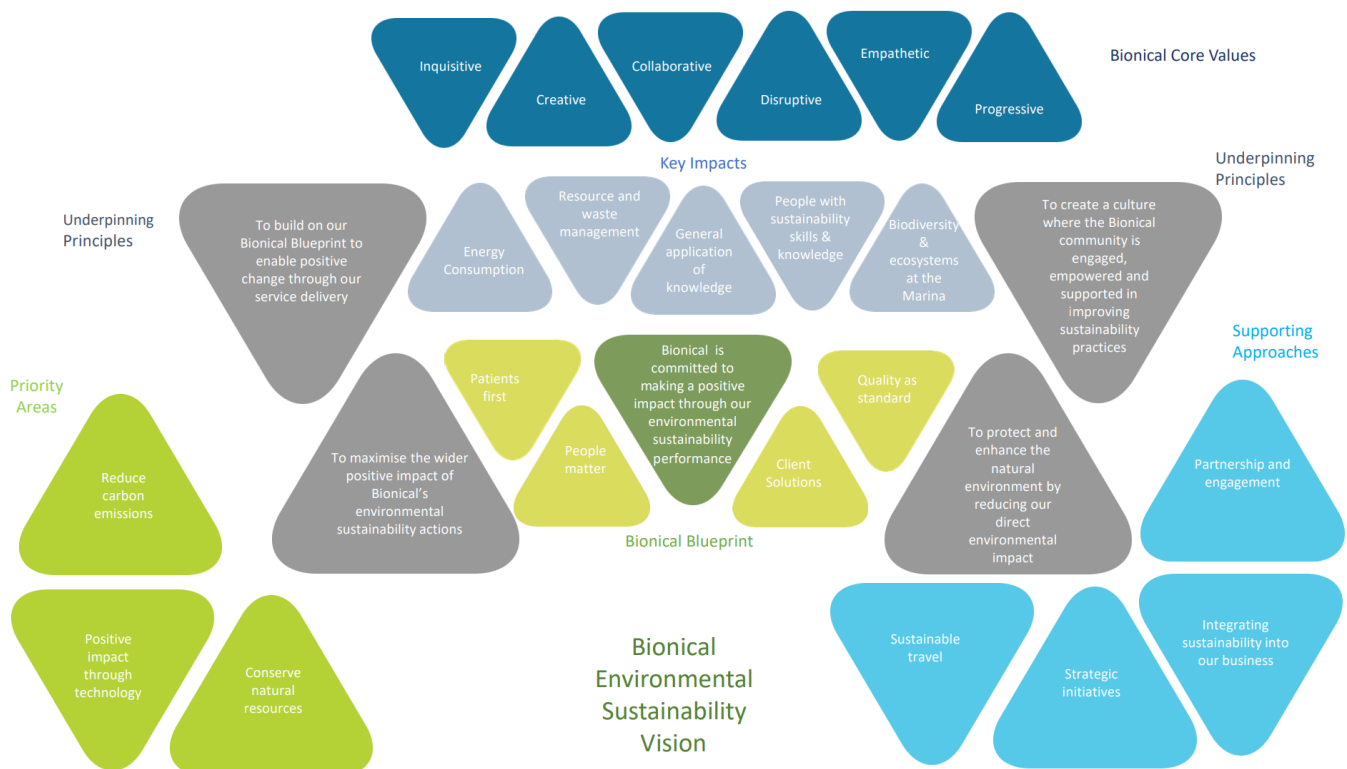 Bionical Core Values
Inquisitive
Creative
Collaborative
Disruptive
Empathetic
Progressive
Key Impacts
Energy
Consumption
Resource and
waste
management
General
application
of
knowledge
People with
sustainability
skills &
knowledge
Biodiversity
&
ecosystems
at the
Marina
Underpinning
Principles
To build on our
Bionical Blueprint to
enable positive
change through our
service delivery
To maximise the wider
positive impact of
Bionical’s
environmental
sustainability actions
Underpinning
Principles
To create a culture
where the Bionical
community is
engaged,
empowered and
supported in
improving
sustainability
practices
To protect and
enhance the
natural
environment by
reducing our
direct
environmental
impact
Patients
first
People
matter
Bionical is
committed to
making a positive
impact through our
environmental
sustainability
performance
Client
Solutions
Quality as
standard
Bionical Blueprint
Priority
Areas
Reduce
carbon
emissions
Positive
impact
through
technology
Conserve
natural
resources
Supporting
Approaches
Partnership and
engagement
Sustainable
travel
Strategic
initiatives
Integrating
sustainability into
our business
Bionical
Environmental
Sustainability
Vision